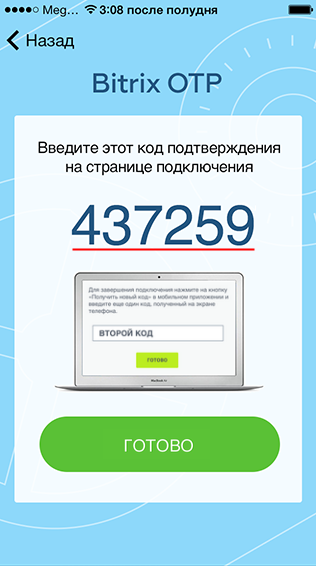 Meg... 3:08 после полудня
Назад
Bitrix OTP
Введите этот код подтверждения
на странице подключения
437259
Для завершения подключения нажмите на кнопку
«Получить новый код» в мобильном приложении и
введите еще один код, полученный на экране
телефона.
ВТОРОЙ КОД
ГОТОВО
MacBook Air
ГОТОВО